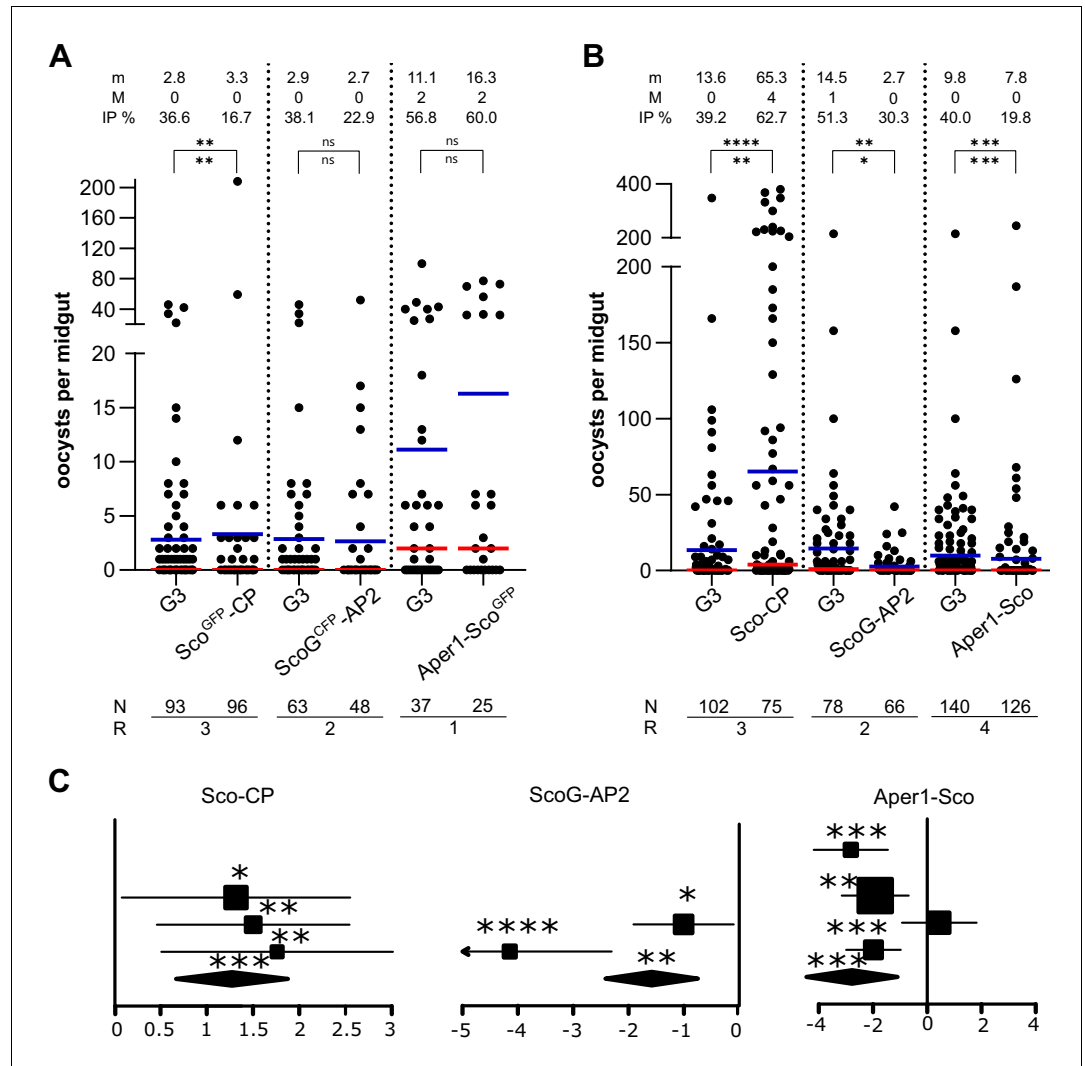 A
m 2.8 3.3 2.9 2.7 11.1 16.3
M 0 0 0 0 2 2
IP % 36.6 16.7 38.1 22.9 56.8 60.0
** ns ns
** ns ns
oocysts per midgut
200
160
120
80
40
20
15
10
5
0
G3 ScoGFP-CP G3 ScoGCFP-AP2 G3 Aper1-ScoGFP
N 93 96 63 48 37 25
R 3 2 1
B
m 13.6 65.3 14.5 2.7 9.8 7.8
M 0 4 1 0 0 0
IP % 39.2 62.7 51.3 30.3 40.0 19.8
**** ** ***
** * ***
oocysts per midgut
400
200
200
150
100
50
0
G3 Sco-CP G3 ScoG-AP2 G3 Aper1-Sco
N 102 75 78 66 140 126
R 3 2 4
C
Sco-CP
*
**
**
***
0 0.5 1 1.5 2 2.5 3
ScoG-AP2
*
****
**
-5 -4 -3 -2 -1 0
Aper1-Sco
***
**
***
***
-4 -2 0 2 4